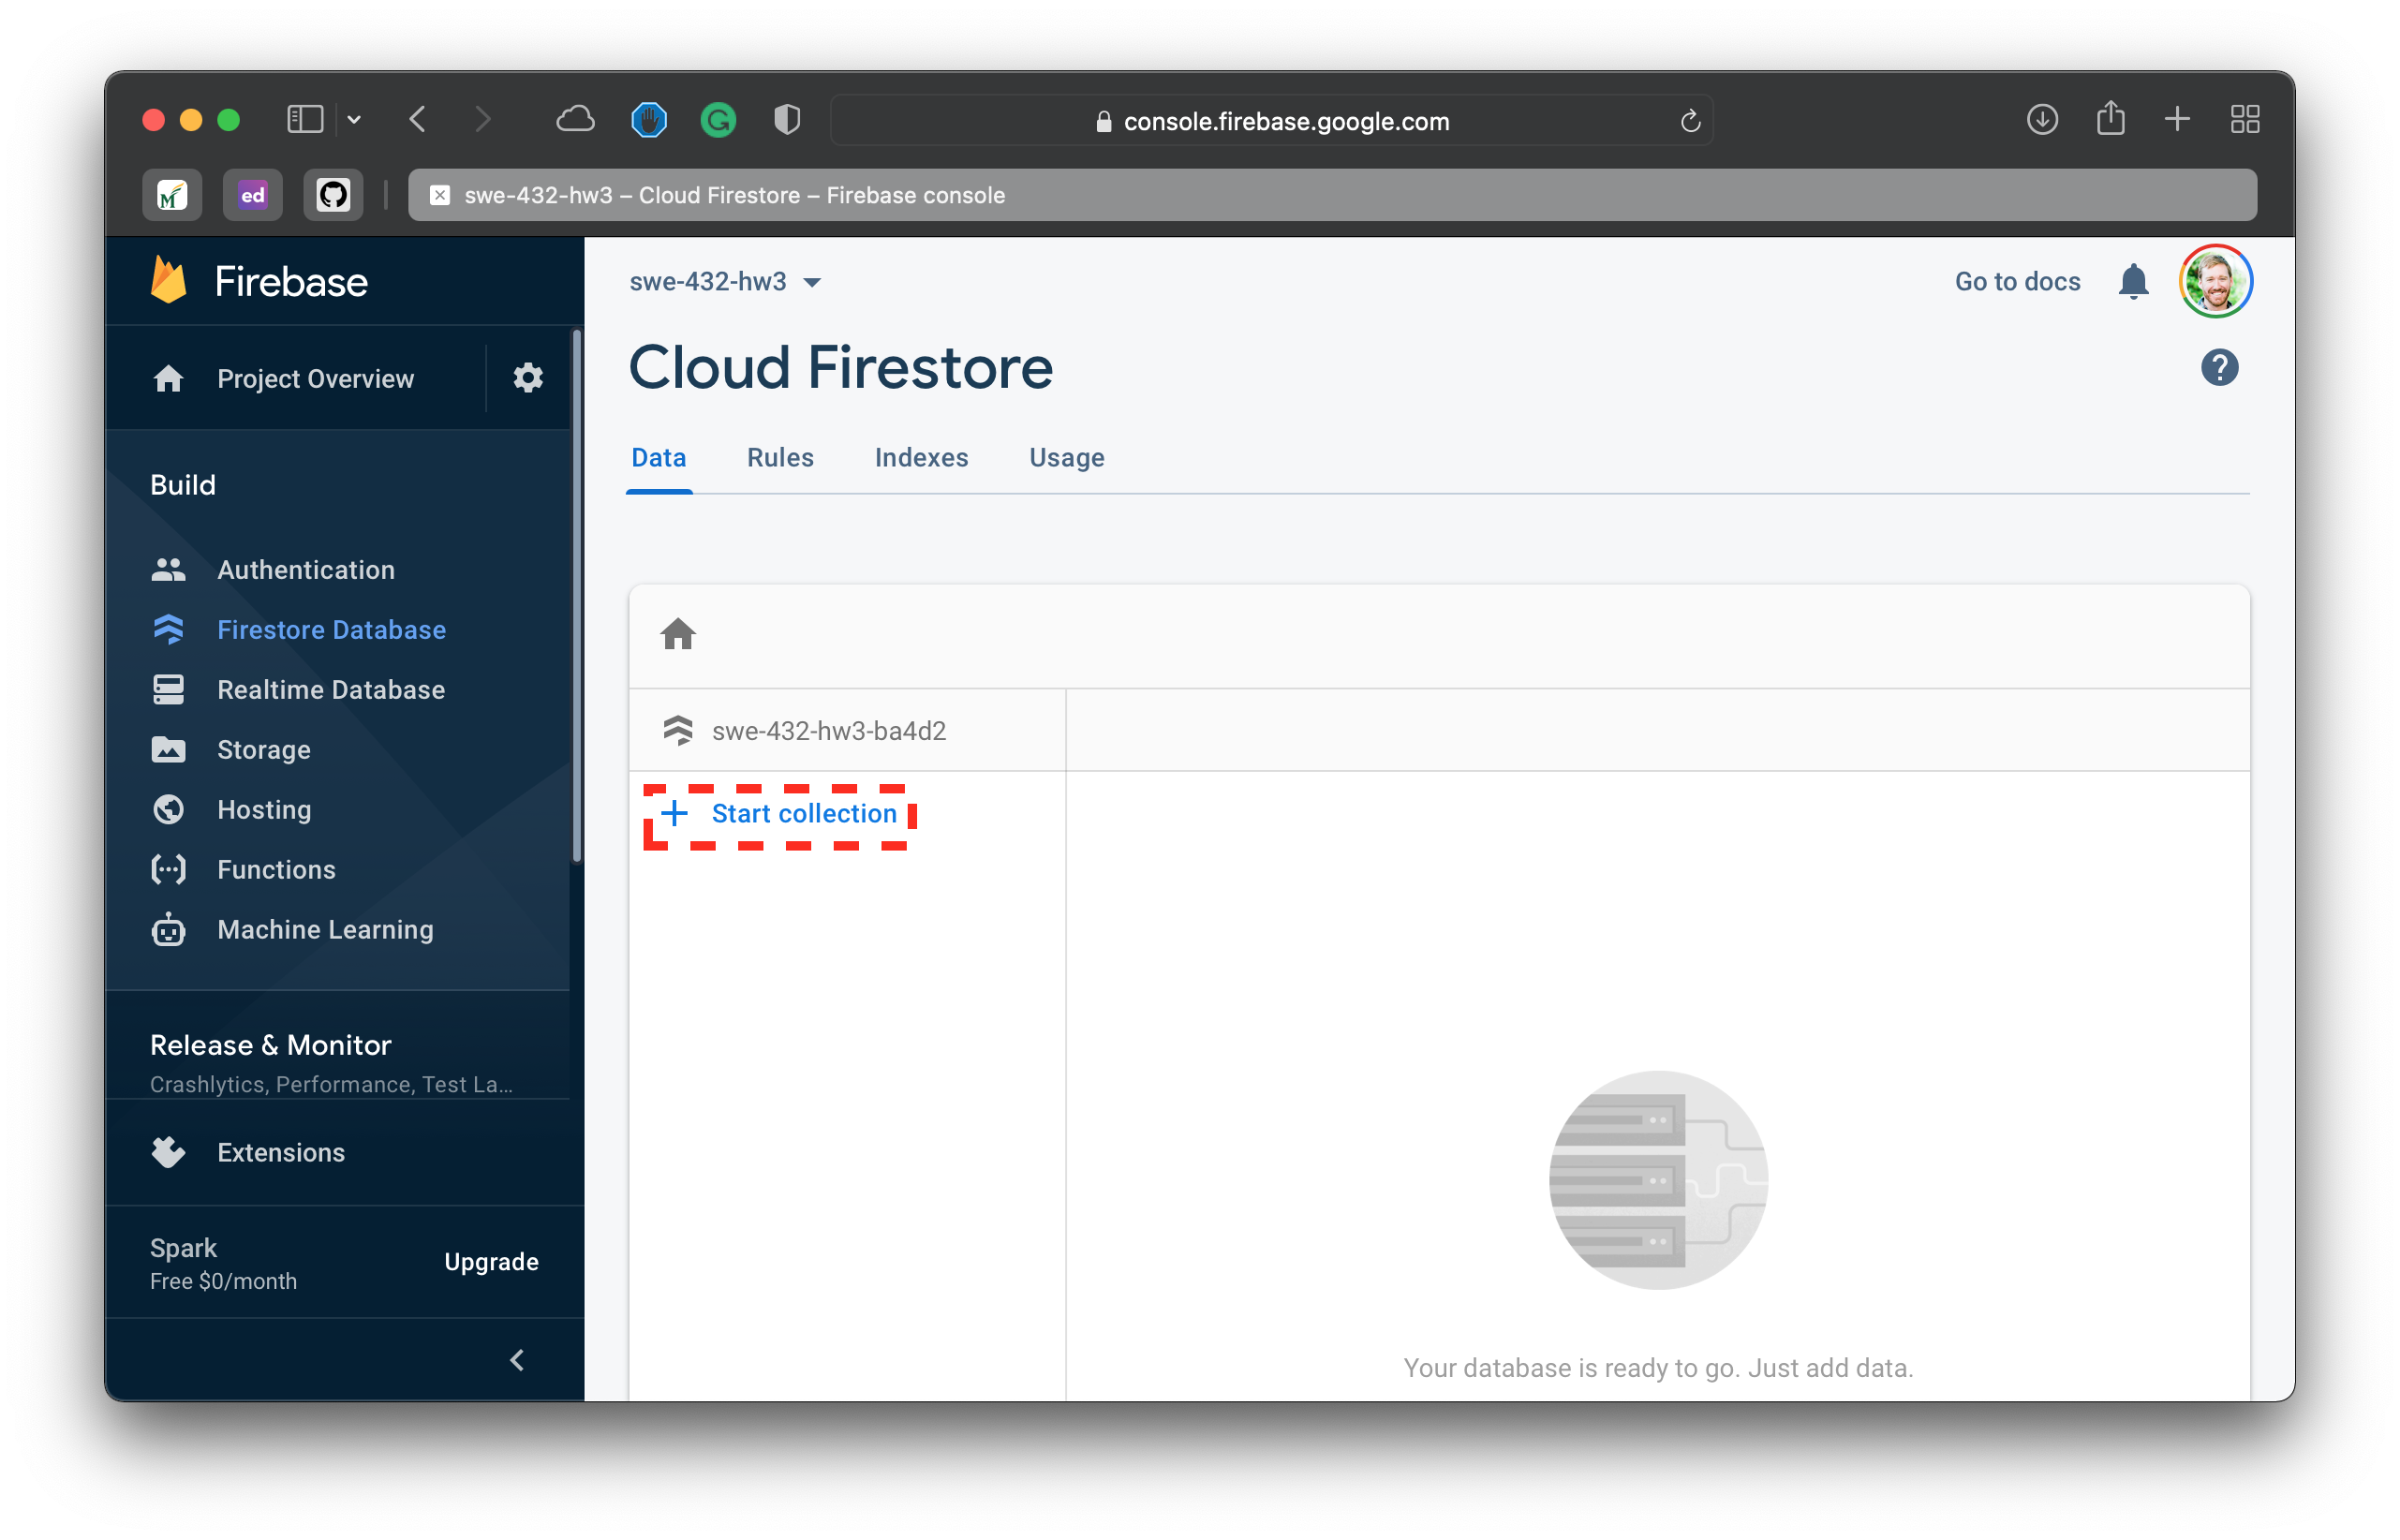 console.firebase.google.com
ed
swe-432-hw3 – Cloud Firestore – Firebase console
Firebase
Project Overview
Build
Authentication
Firestore Database
Realtime Database
Storage
Hosting
Functions
Machine Learning
Release & Monitor
Crashlytics, Performance, Test La...
Extensions
Spark
Free $0/month
Upgrade
swe-432-hw3
Go to docs
Cloud Firestore
Data Rules Indexes Usage
swe-432-hw3-ba4d2
Start collection
Your database is ready to go. Just add data.